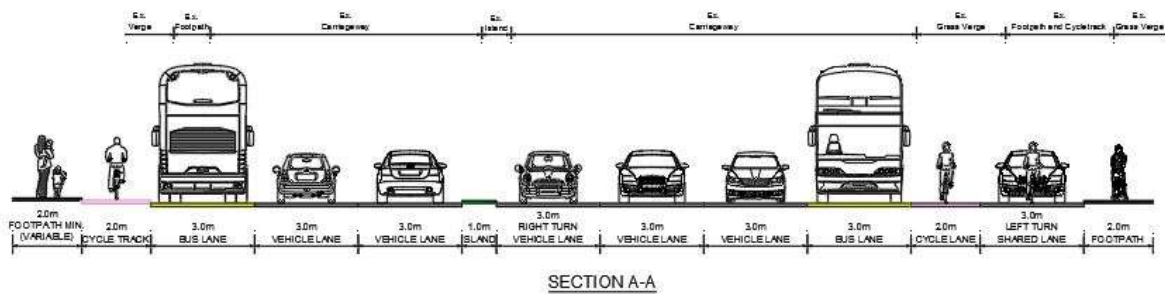 Ex.
Verge
Ex.
Footpath
Ex.
Carriageway
Ex.
Island
Ex.
Carriageway
Ex.
Grass Verge
Ex.
Footpath and Cycletrack
Ex.
Grass Verge
2.0m
FOOTPATH MIN.
(VARIABLE)
2.0m
CYCLE TRACK
3.0m
BUS LANE
3.0m
VEHICLE LANE
3.0m
VEHICLE LANE
1.0m
ISLAND
3.0m
RIGHT TURN
VEHICLE LANE
3.0m
VEHICLE LANE
3.0m
VEHICLE LANE
3.0m
BUS LANE
2.0m
CYCLE LANE
3.0m
LEFT TURN
SHARED LANE
2.0m
FOOTPATH
SECTION A-A